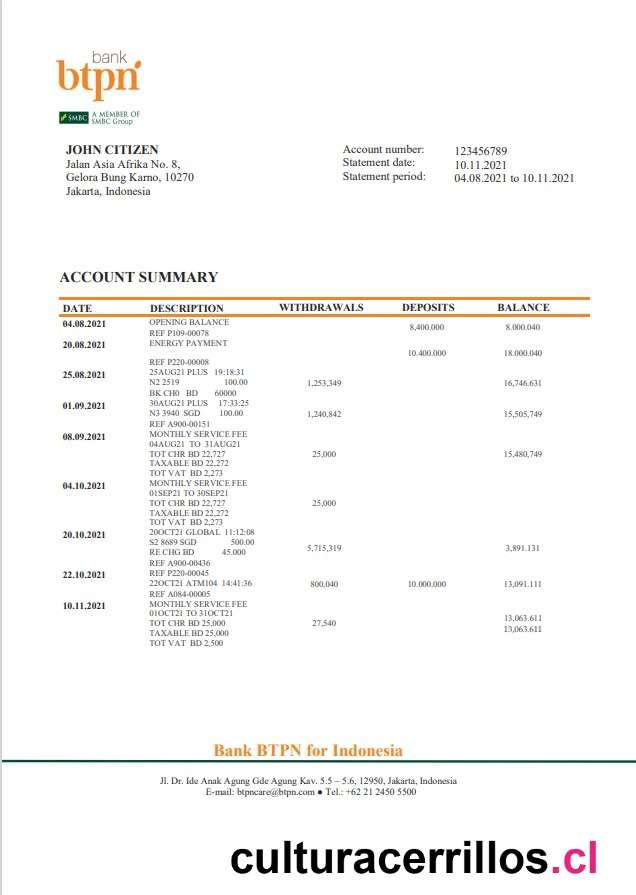 bank
btpn
SMBC A MEMBER OF
SMBC Group
JOHN CITIZEN
Jalan Asia Afrika No. 8,
Gelora Bung Karno, 10270
Jakarta, Indonesia
Account number: 123456789
Statement date: 10.11.2021
Statement period: 04.08.2021 to 10.11.2021
ACCOUNT SUMMARY
DATE DESCRIPTION WITHDRAWALS DEPOSITS BALANCE
04.08.2021 OPENING BALANCE
8,400.000 8.000.040
REF P109-00078
20.08.2021 ENERGY PAYMENT
10.400.000 18.000.040
REF P220-00008
25.08.2021 25AUG21 PLUS 19:18:31
N2 2519 100.00 1,253,349 16,746.631
BK CH0 BD 60000
01.09.2021 30AUG21 PLUS 17:33:25
N3 3940 SGD 100.00 1,240,842 15,505,749
REF A900-00151
08.09.2021 MONTHLY SERVICE FEE
04AUG21 TO 31AUG21
TOT CHR BD 22,727 25,000 15.480,749
TAXABLE BD 22,272
TOT VAT BD 2,273
04.10.2021 MONTHLY SERVICE FEE
01SEP21 TO 30SEP21
TOT CHR BD 22,727 25,000
TAXABLE BD 22,272
TOT VAT BD 2,273
20.10.2021 20OCT21 GLOBAL 11:12:08
S2 8689 SGD 500.00
RE CHG BD 45.000 5,715,319 3,891.131
REF A900-00436
22.10.2021 REF P220-00045
22OCT21 ATM104 14:41:36 800,040 10.000.000 13,091.111
REF A084-00005
10.11.2021 MONTHLY SERVICE FEE
01OCT21 TO 31OCT21
13,063.611
TOT CHR BD 25,000 27,540
13,063.611
TAXABLE BD 25,000
TOT VAT BD 2,500
Bank BTPN for Indonesia
Jl. Dr. Ide Anak Agung Gde Agung Kav. 5.5 – 5.6, 12950, Jakarta, Indonesia
E-mail: btpncare@btpn.com ● Tel.: +62 21 2450 5500
culturacerrillos.cl